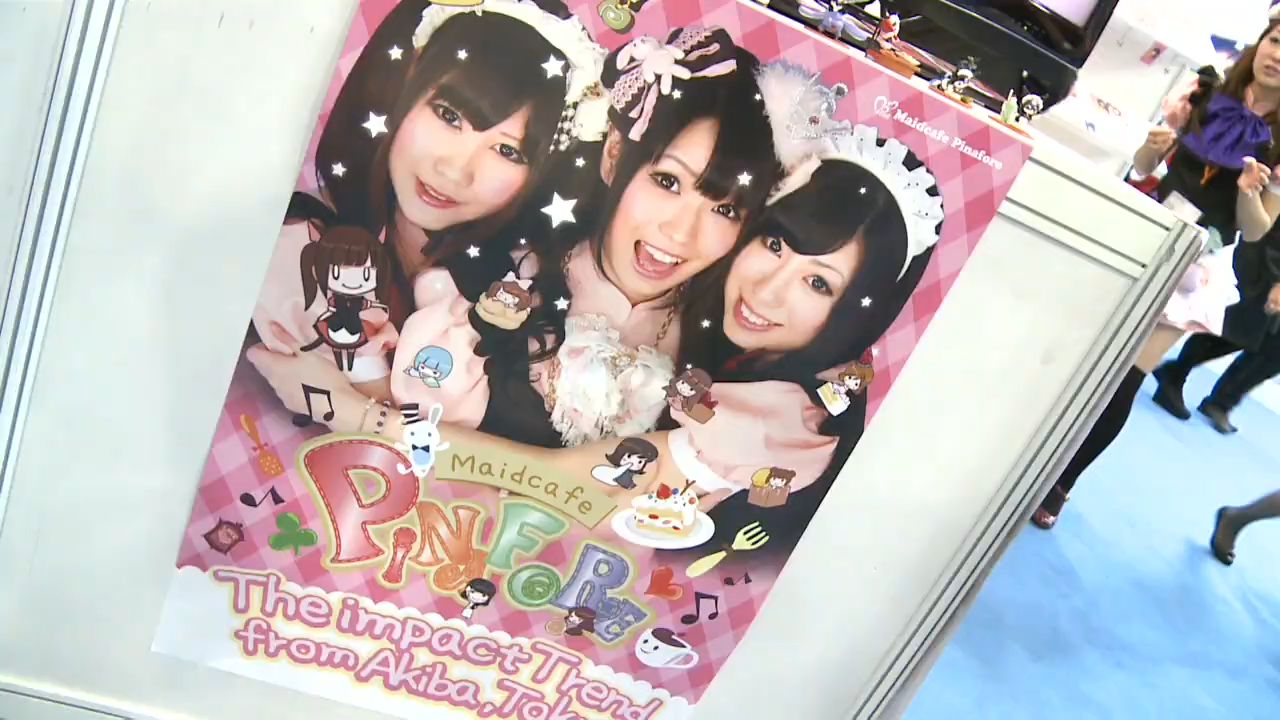 Maidcafe Pinafore
Maidcafe
PiNaFoRe
The impact Trend
from Akiba,